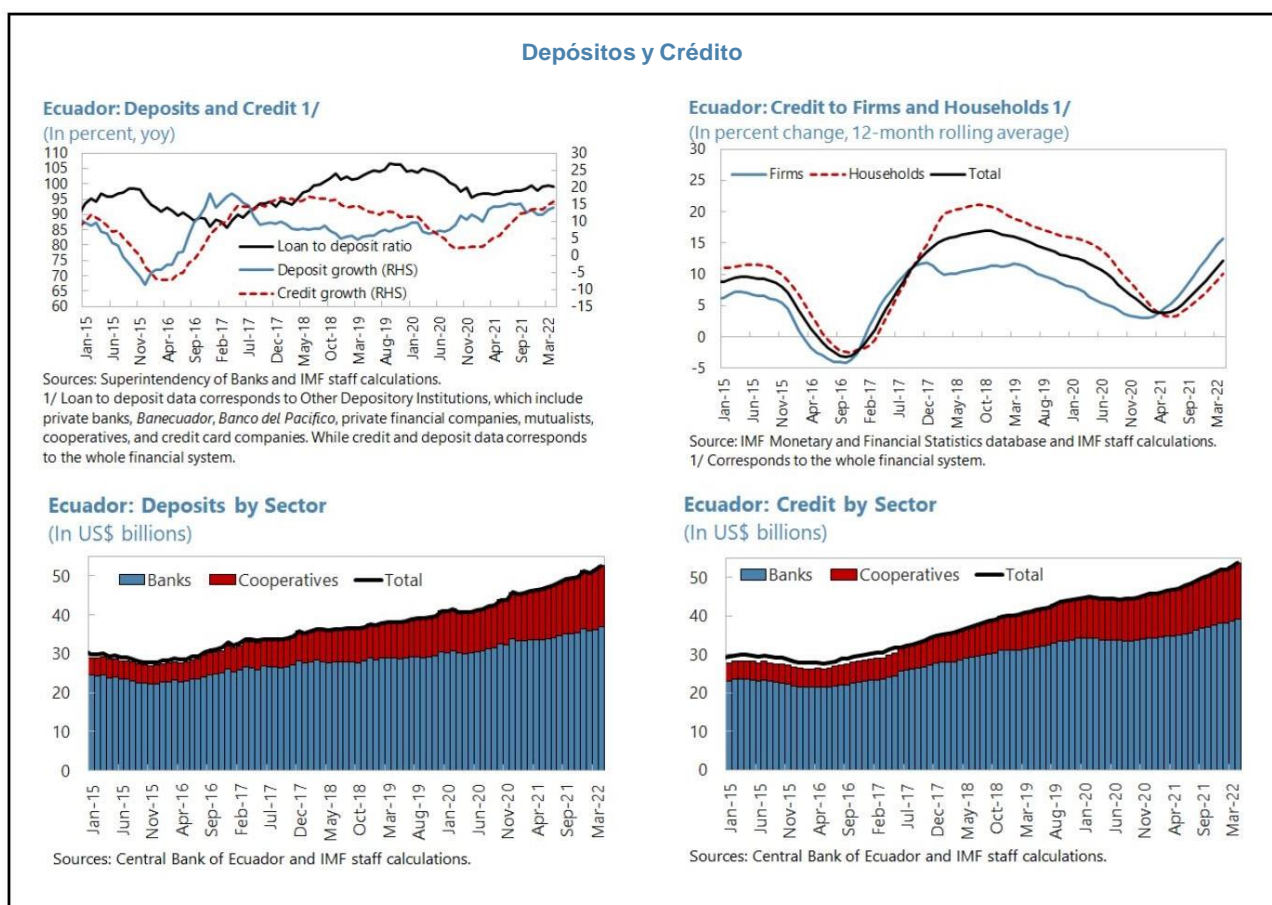 Depósitos y Crédito
Ecuador: Deposits and Credit 1/
(In percent, yoy)
110
105
100
95
90
85
80
75
70
65
60
30
25
20
15
10
5
0
-5
-10
-15
Loan to deposit ratio
Deposit growth (RHS)
Credit growth (RHS)
Jan-15
Jun-15
Nov-15
Apr-16
Sep-16
Feb-17
Jul-17
Dec-17
May-18
Oct-18
Mar-19
Aug-19
Jan-20
Jun-20
Nov-20
Apr-21
Sep-21
Mar-22
Sources: Superintendency of Banks and IMF staff calculations.
1/ Loan to deposit data corresponds to Other Depository Institutions, which include
private banks, Banecuador, Banco del Pacifico, private financial companies, mutualists,
cooperatives, and credit card companies. While credit and deposit data corresponds
to the whole financial system.
Ecuador: Credit to Firms and Households 1/
(In percent change, 12-month rolling average)
30
25
20
15
10
5
0
-5
Firms
Households
Total
Jan-15
Jun-15
Nov-15
Apr-16
Sep-16
Feb-17
Jul-17
Dec-17
May-18
Oct-18
Mar-19
Aug-19
Jan-20
Jun-20
Nov-20
Apr-21
Sep-21
Mar-22
Source: IMF Monetary and Financial Statistics database and IMF staff calculations.
1/ Corresponds to the whole financial system.
Ecuador: Deposits by Sector
(In US$ billions)
50
40
30
20
10
0
Banks
Cooperatives
Total
Jan-15
Jun-15
Nov-15
Apr-16
Sep-16
Feb-17
Jul-17
Dec-17
May-18
Oct-18
Mar-19
Aug-19
Jan-20
Jun-20
Nov-20
Apr-21
Sep-21
Mar-22
Sources: Central Bank of Ecuador and IMF staff calculations.
Ecuador: Credit by Sector
(In US$ billions)
50
40
30
20
10
0
Banks
Cooperatives
Total
Jan-15
Jun-15
Nov-15
Apr-16
Sep-16
Feb-17
Jul-17
Dec-17
May-18
Oct-18
Mar-19
Aug-19
Jan-20
Jun-20
Nov-20
Apr-21
Sep-21
Mar-22
Sources: Central Bank of Ecuador and IMF staff calculations.